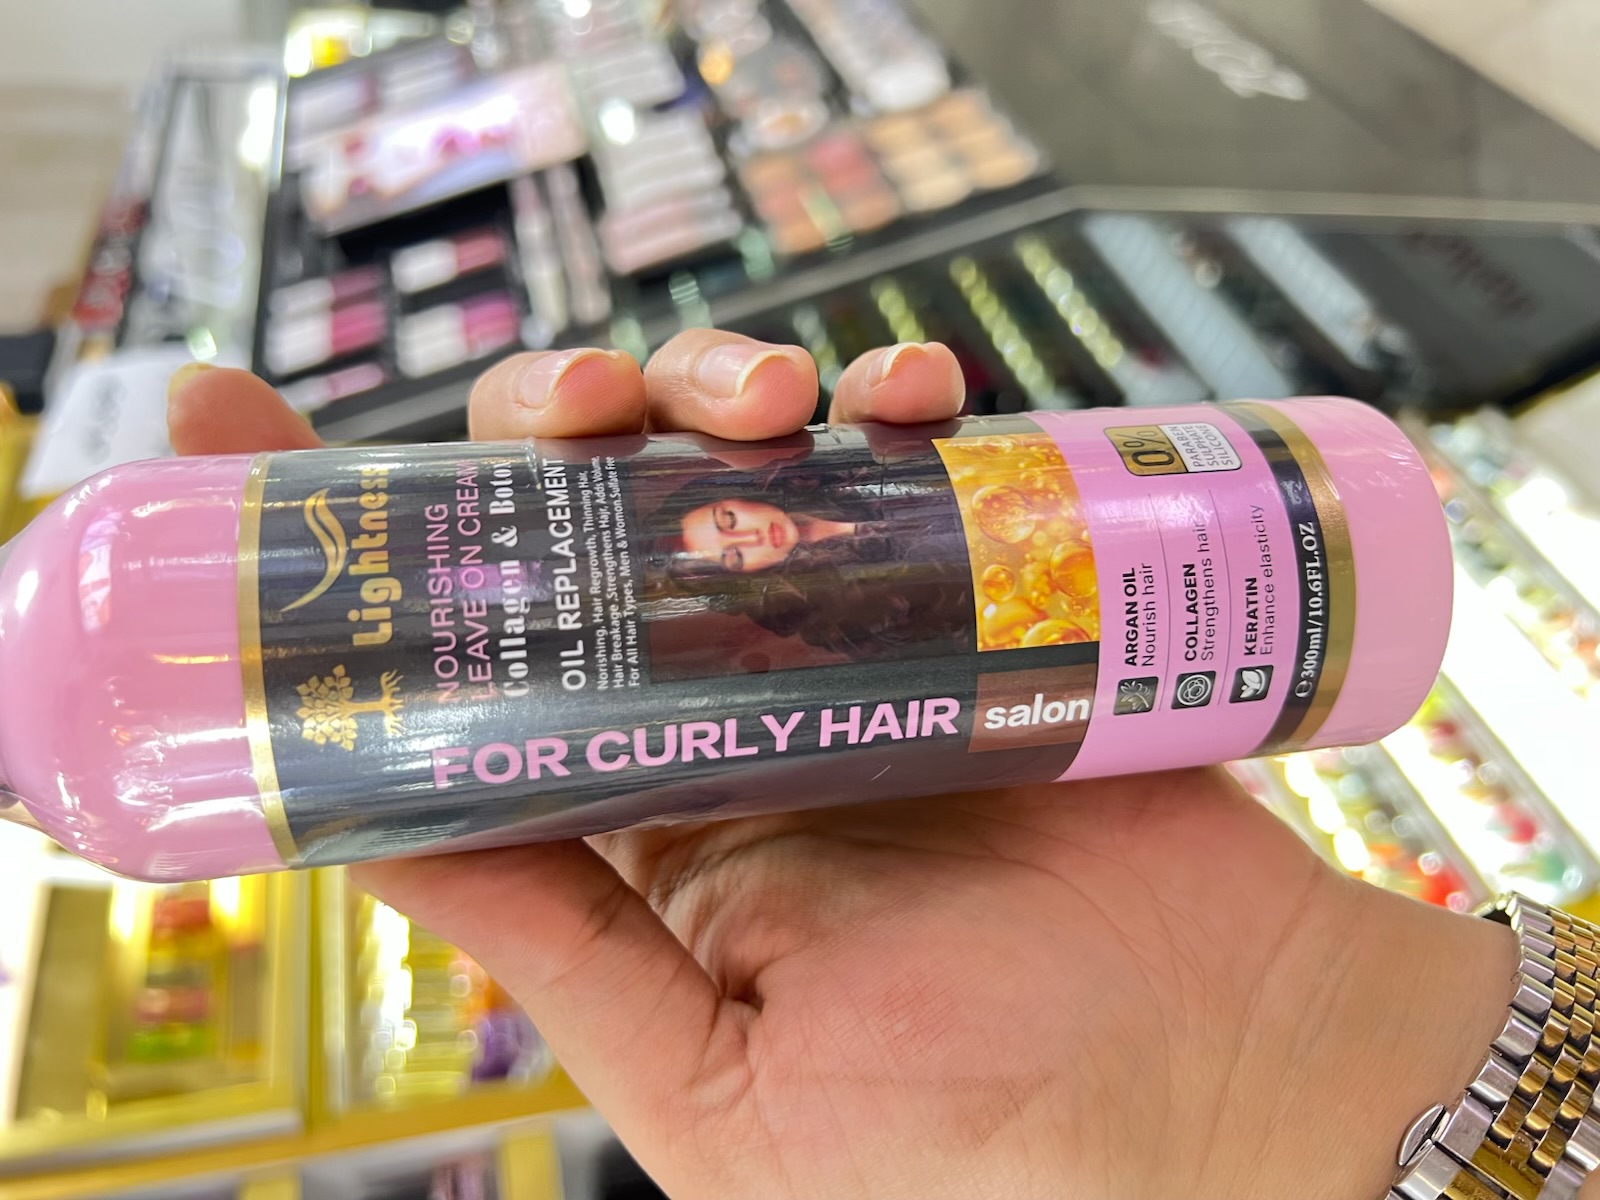 Lightness
NOURISHING
LEAVE ON CREAM
Collagen & Botox
OIL REPLACEMENT
Norishing, Hair Regrowth, Thinning Hair,
Hair Breakage Strengthens Hajr, Adds Volume,
For All Hair Types, Men & Womon.Sulfate Free
FOR CURLY HAIR
salon
0%
PARABEN
SULPHATE
SILICONE
ARGAN OIL
Nourish hair
COLLAGEN
Strengthens hair
KERATIN
Enhance elasticity
℮ 300ml/10.6FL.OZ